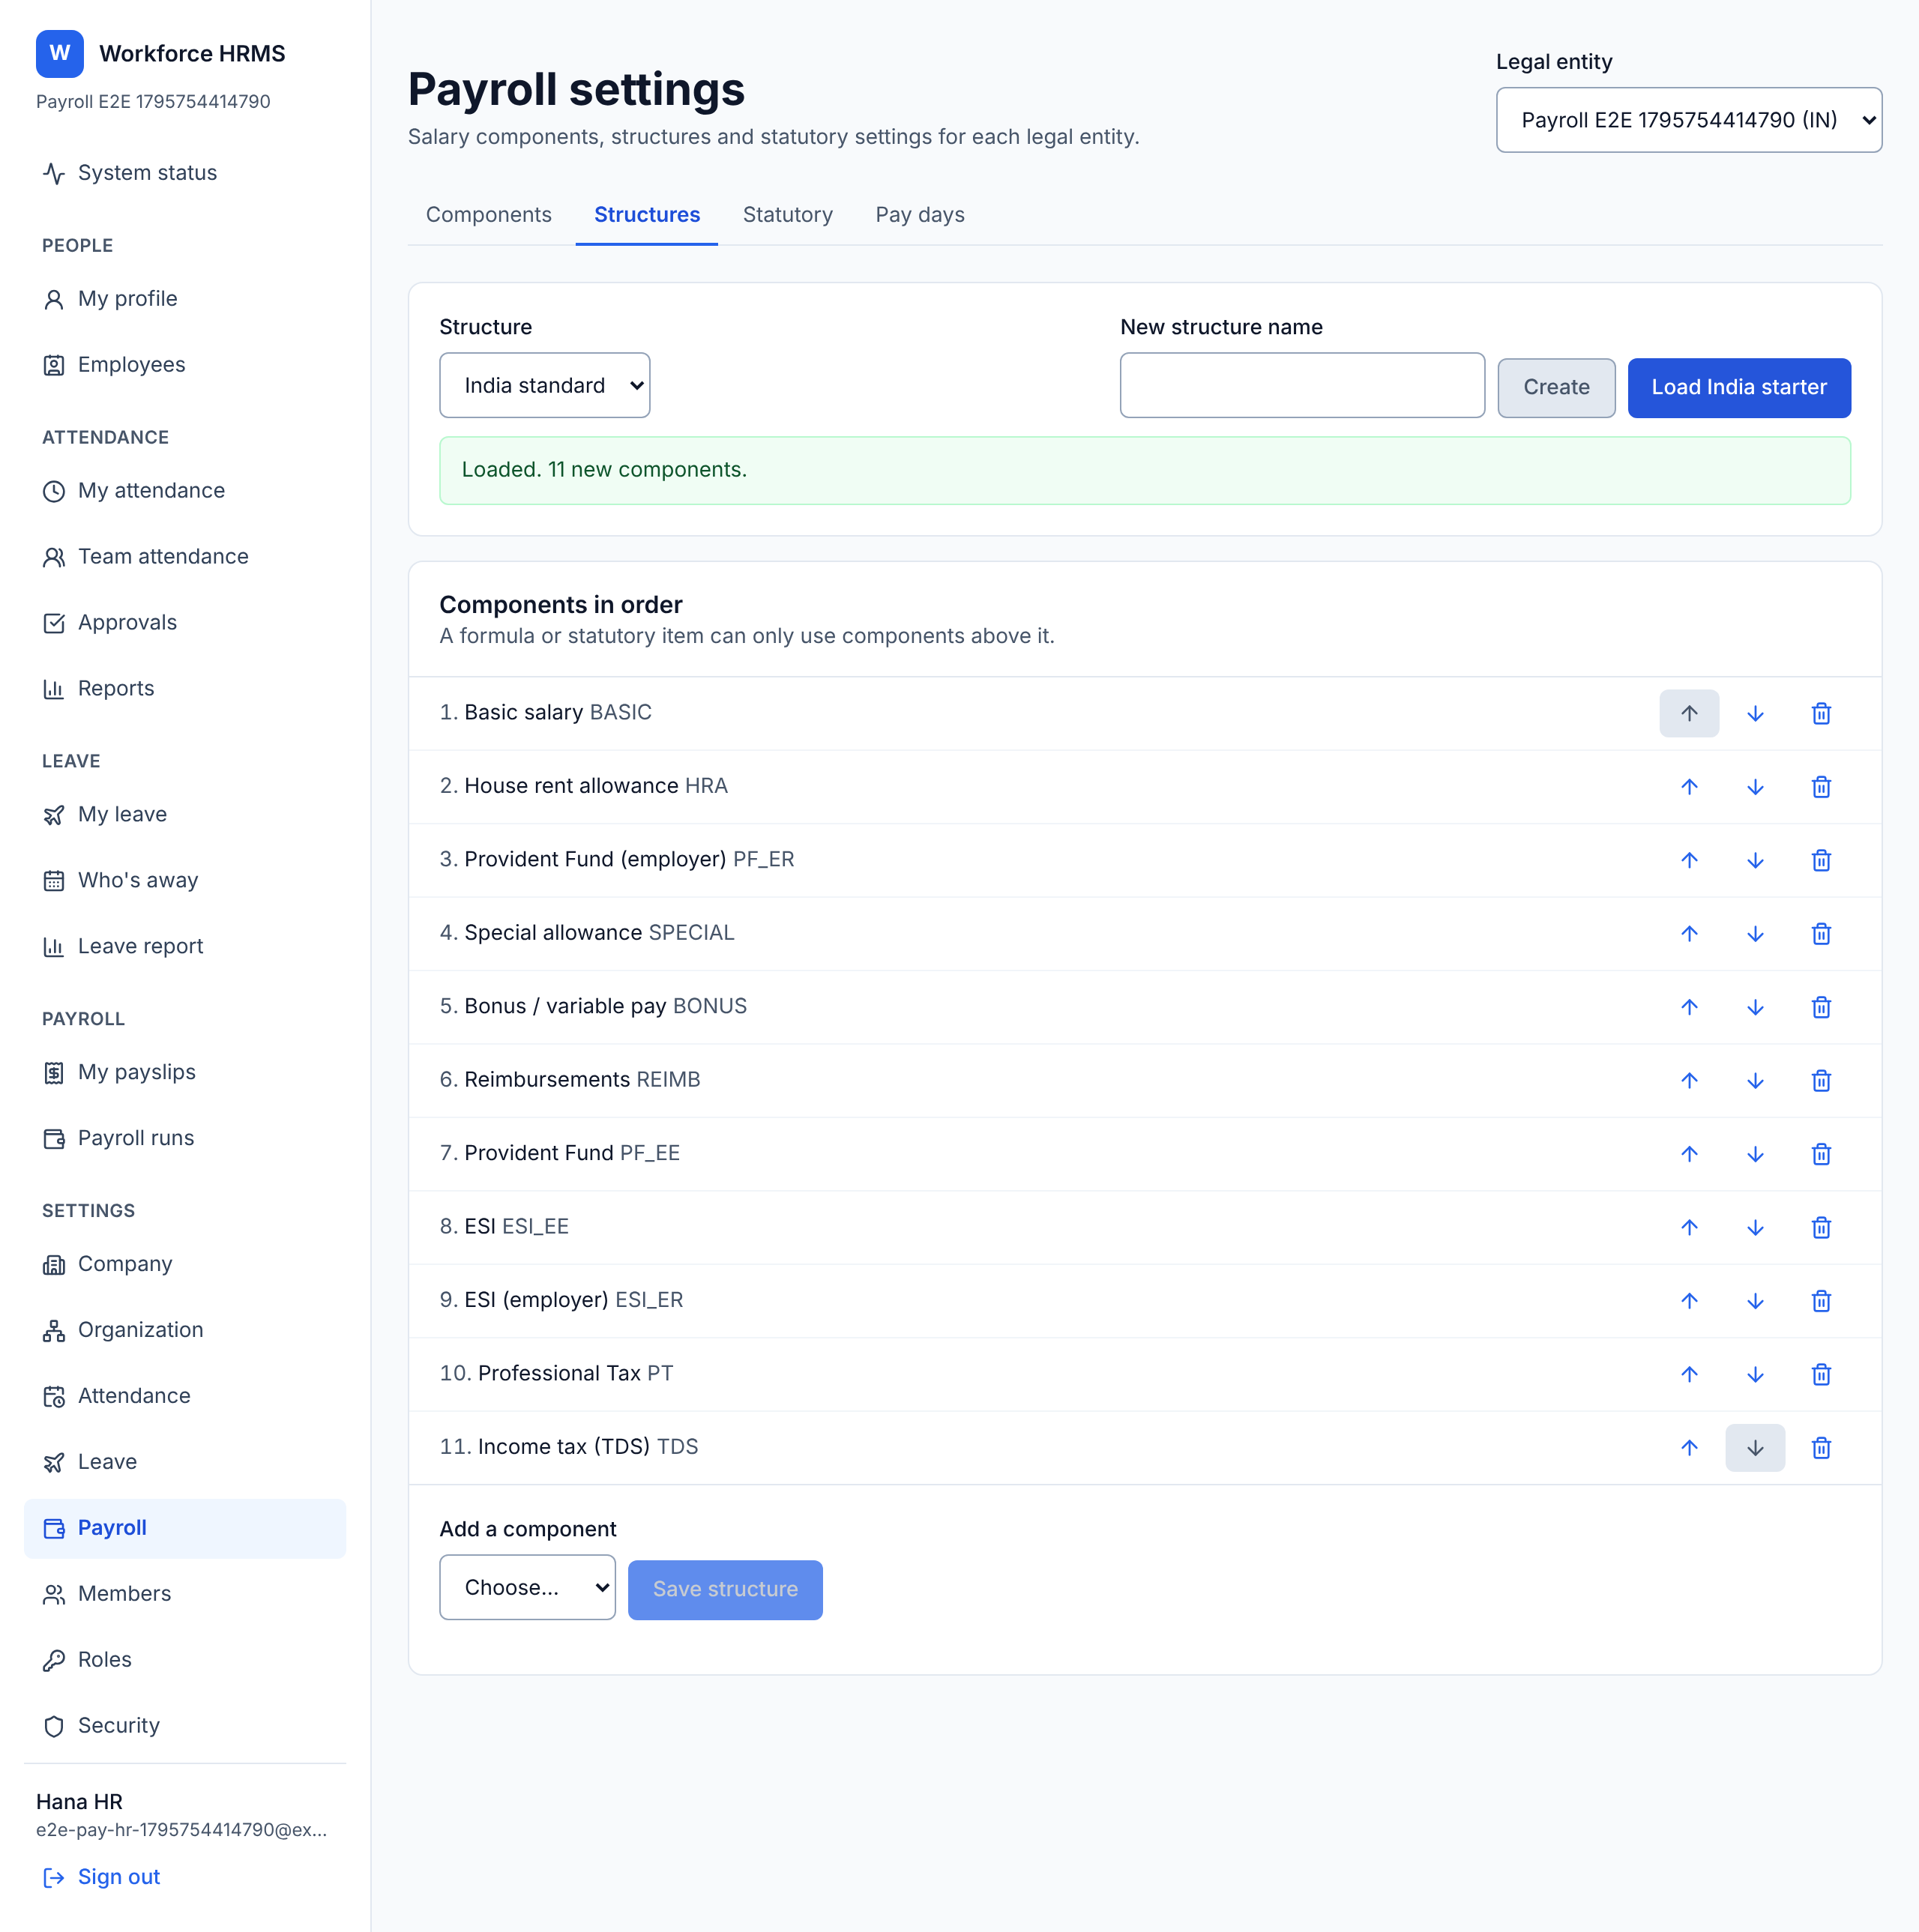 W
Workforce HRMS
Payroll E2E 1795754414790
System status
PEOPLE
My profile
Employees
ATTENDANCE
My attendance
Team attendance
Approvals
Reports
LEAVE
My leave
Who's away
Leave report
PAYROLL
My payslips
Payroll runs
SETTINGS
Company
Organization
Attendance
Leave
Payroll
Members
Roles
Security
Hana HR
e2e-pay-hr-1795754414790@ex...
Sign out
Payroll settings
Salary components, structures and statutory settings for each legal entity.
Legal entity
Payroll E2E 1795754414790 (IN)
Components Structures Statutory Pay days
Structure
India standard
New structure name
Create
Load India starter
Loaded. 11 new components.
Components in order
A formula or statutory item can only use components above it.
1. Basic salary BASIC
2. House rent allowance HRA
3. Provident Fund (employer) PF_ER
4. Special allowance SPECIAL
5. Bonus / variable pay BONUS
6. Reimbursements REIMB
7. Provident Fund PF_EE
8. ESI ESI_EE
9. ESI (employer) ESI_ER
10. Professional Tax PT
11. Income tax (TDS) TDS
Add a component
Choose...
Save structure